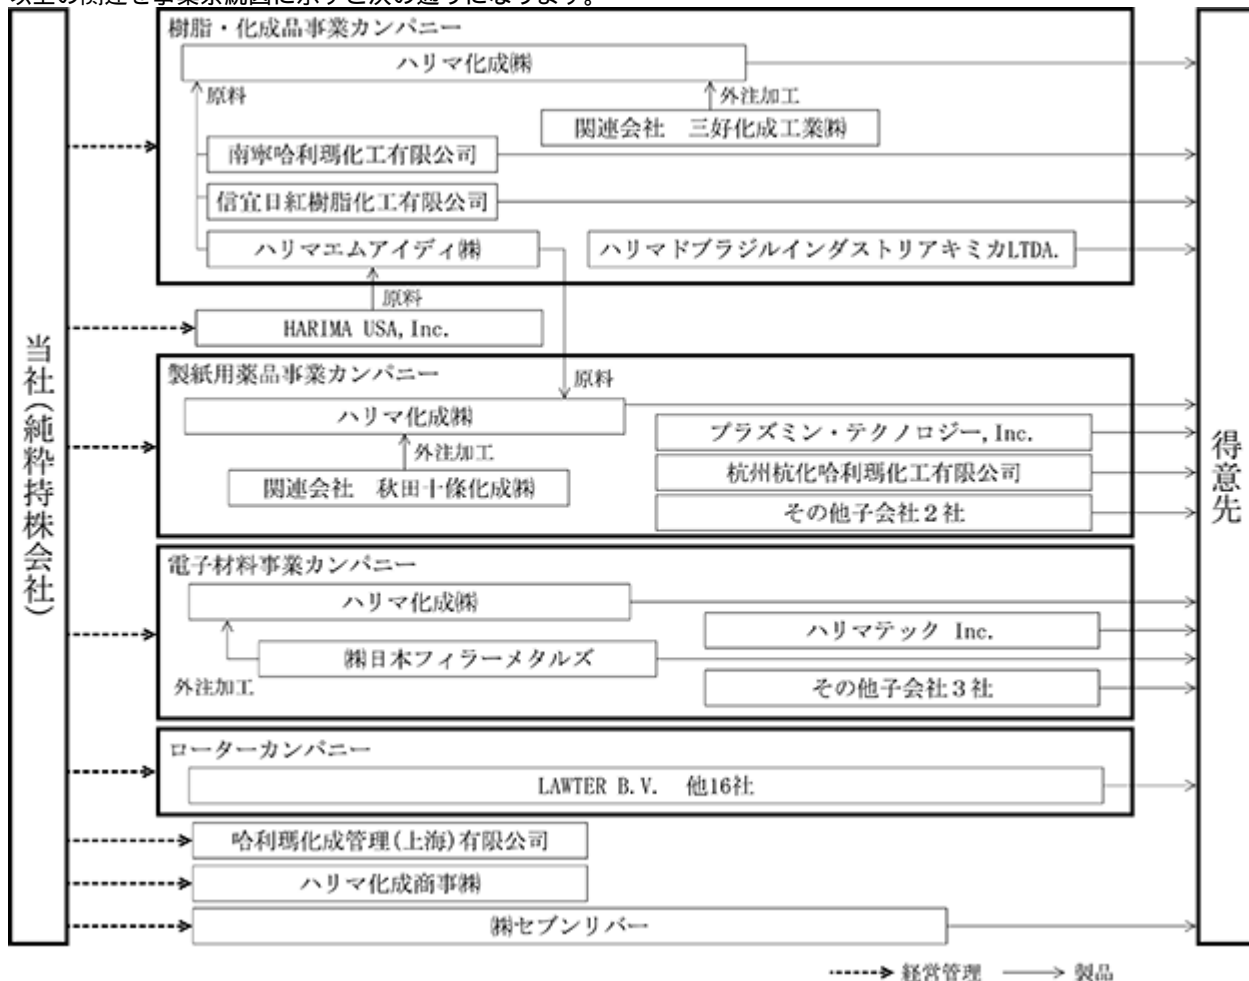 以上の関連を事業系統図に示すと次の通りになります。
樹脂・化成品事業カンパニー
ハリマ化成㈱
原料
外注加工
関連会社　三好化成工業㈱
南寧哈利瑪化工有限公司
信宜日紅樹脂化工有限公司
ハリマエムアイディ㈱
ハリマドブラジルインダストリアキミカLTDA.
原料
HARIMA USA, Inc.
製紙用薬品事業カンパニー
原料
ハリマ化成㈱
プラズミン・テクノロジー, Inc.
外注加工
杭州杭化哈利瑪化工有限公司
関連会社　秋田十條化成㈱
その他子会社２社
電子材料事業カンパニー
ハリマ化成㈱
ハリマテック Inc.
㈱日本フィラーメタルズ
外注加工
その他子会社３社
ローターカンパニー
LAWTER B.V.　他16社
哈利瑪化成管理(上海)有限公司
ハリマ化成商事㈱
㈱セブンリバー
当社(純粋持株会社)
得意先
経営管理
製品